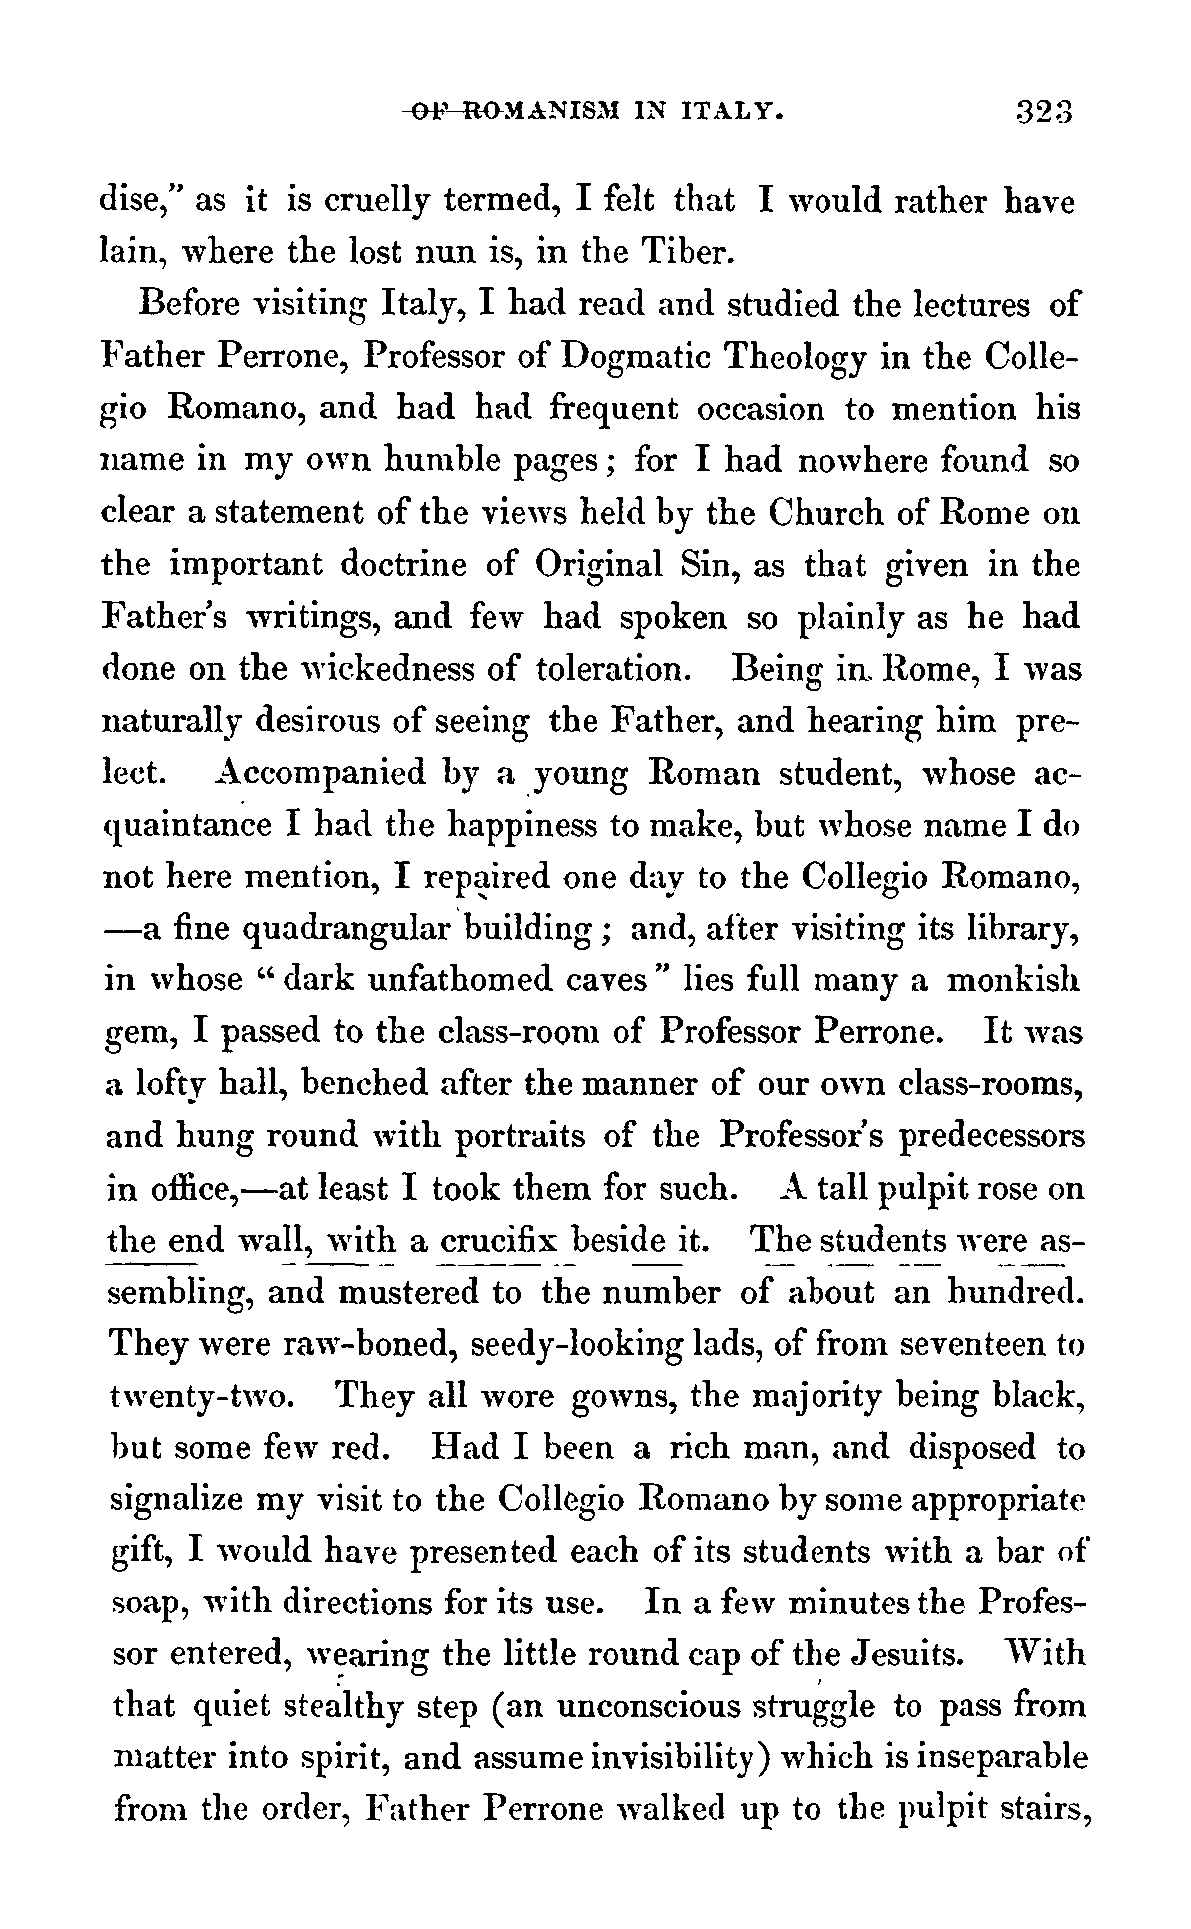 OF ROMANISM IN ITALY. 323
dise,” as it is cruelly termed, I felt that I would rather have
lain, where the lost nun is, in the Tiber.
Before visiting Italy, I had read and studied the lectures of
Father Perrone, Professor of Dogmatic Theology in the Colle-
gio Romano, and had had frequent occasion to mention his
name in my own humble pages; for I had nowhere found so
clear a statement of the views held by the Church of Rome on
the important doctrine of Original Sin, as that given in the
Father’s writings, and few had spoken so plainly as he had
done on the wickedness of toleration. Being in Rome, I was
naturally desirous of seeing the Father, and hearing him pre-
lect. Accompanied by a young Roman student, whose ac-
quaintance I had the happiness to make, but whose name I do
not here mention, I repaired one day to the Collegio Romano,
—a fine quadrangular building; and, after visiting its library,
in whose “dark unfathomed caves” lies full many a monkish
gem, I passed to the class-room of Professor Perrone. It was
a lofty hall, benched after the manner of our own class-rooms,
and hung round with portraits of the Professor’s predecessors
in office,—at least I took them for such. A tall pulpit rose on
the end wall, with a crucifix beside it. The students were as-
sembling, and mustered to the number of about an hundred.
They were raw-boned, seedy-looking lads, of from seventeen to
twenty-two. They all wore gowns, the majority being black,
but some few red. Had I been a rich man, and disposed to
signalize my visit to the Collegio Romano by some appropriate
gift, I would have presented each of its students with a bar of
soap, with directions for its use. In a few minutes the Profes-
sor entered, wearing the little round cap of the Jesuits. With
that quiet stealthy step (an unconscious struggle to pass from
matter into spirit, and assume invisibility) which is inseparable
from the order, Father Perrone walked up to the pulpit stairs,